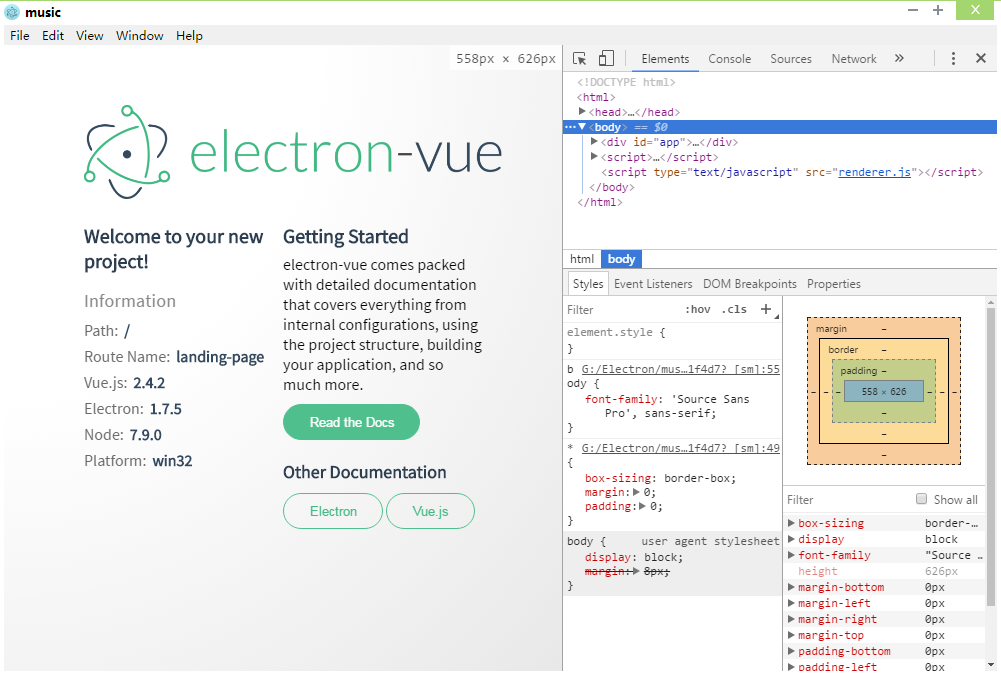 music
File Edit View Window Help
558px × 626px
electron-vue
Welcome to your new
project!
Information
Path: /
Route Name: landing-page
Vue.js: 2.4.2
Electron: 1.7.5
Node: 7.9.0
Platform: win32
Getting Started
electron-vue comes packed
with detailed documentation
that covers everything from
internal configurations, using
the project structure, building
your application, and so
much more.
Read the Docs
Other Documentation
Electron Vue.js
Elements Console Sources Network »
<!DOCTYPE html>
<html>
▶<head>…</head>
…▼<body> == $0
▶<div id="app">…</div>
▶<script>…</script>
<script type="text/javascript" src="renderer.js"></script>
</body>
</html>
html body
Styles Event Listeners DOM Breakpoints Properties
Filter :hov .cls +
element.style {
}
b G:/Electron/mus…1f4d7? [sm]:55
ody {
font-family: 'Source Sans
Pro', sans-serif;
}
* G:/Electron/mus…1f4d7? [sm]:49
{
box-sizing: border-box;
margin:▶0;
padding:▶0;
}
body { user agent stylesheet
display: block;
margin:▶8px;
}
margin –
border –
padding –
– – – 558 × 626 – – –
–
–
–
Filter Show all
▶box-sizing border-…
▶display block
▶font-family "Source …
height 626px
▶margin-bottom 0px
▶margin-left 0px
▶margin-right 0px
▶margin-top 0px
▶padding-bottom 0px
▶padding-left 0px